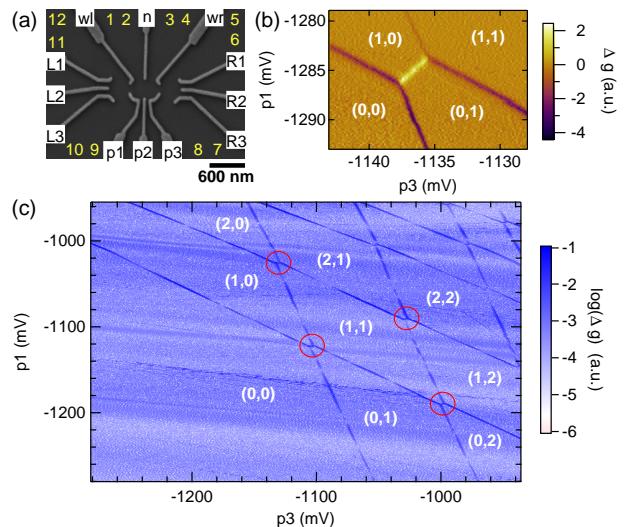 (a)
12 wl 1 2 n 3 4 wr 5
11 6
L1 R1
L2 R2
L3 R3
10 9 p1 p2 p3 8 7
600 nm
(b)
p1 (mV)
-1280
-1285
-1290
(1,0) (1,1)
(0,0) (0,1)
-1140 -1135 -1130
p3 (mV)
2
0
-2
-4
Δ g (a.u.)
(c)
p1 (mV)
-1000
-1100
-1200
(2,0)
(2,1)
(1,0)
(2,2)
(1,1)
(1,2)
(0,0)
(0,1)
(0,2)
-1200 -1100 -1000
p3 (mV)
-1
-2
-3
-4
-5
-6
log(Δ g) (a.u.)